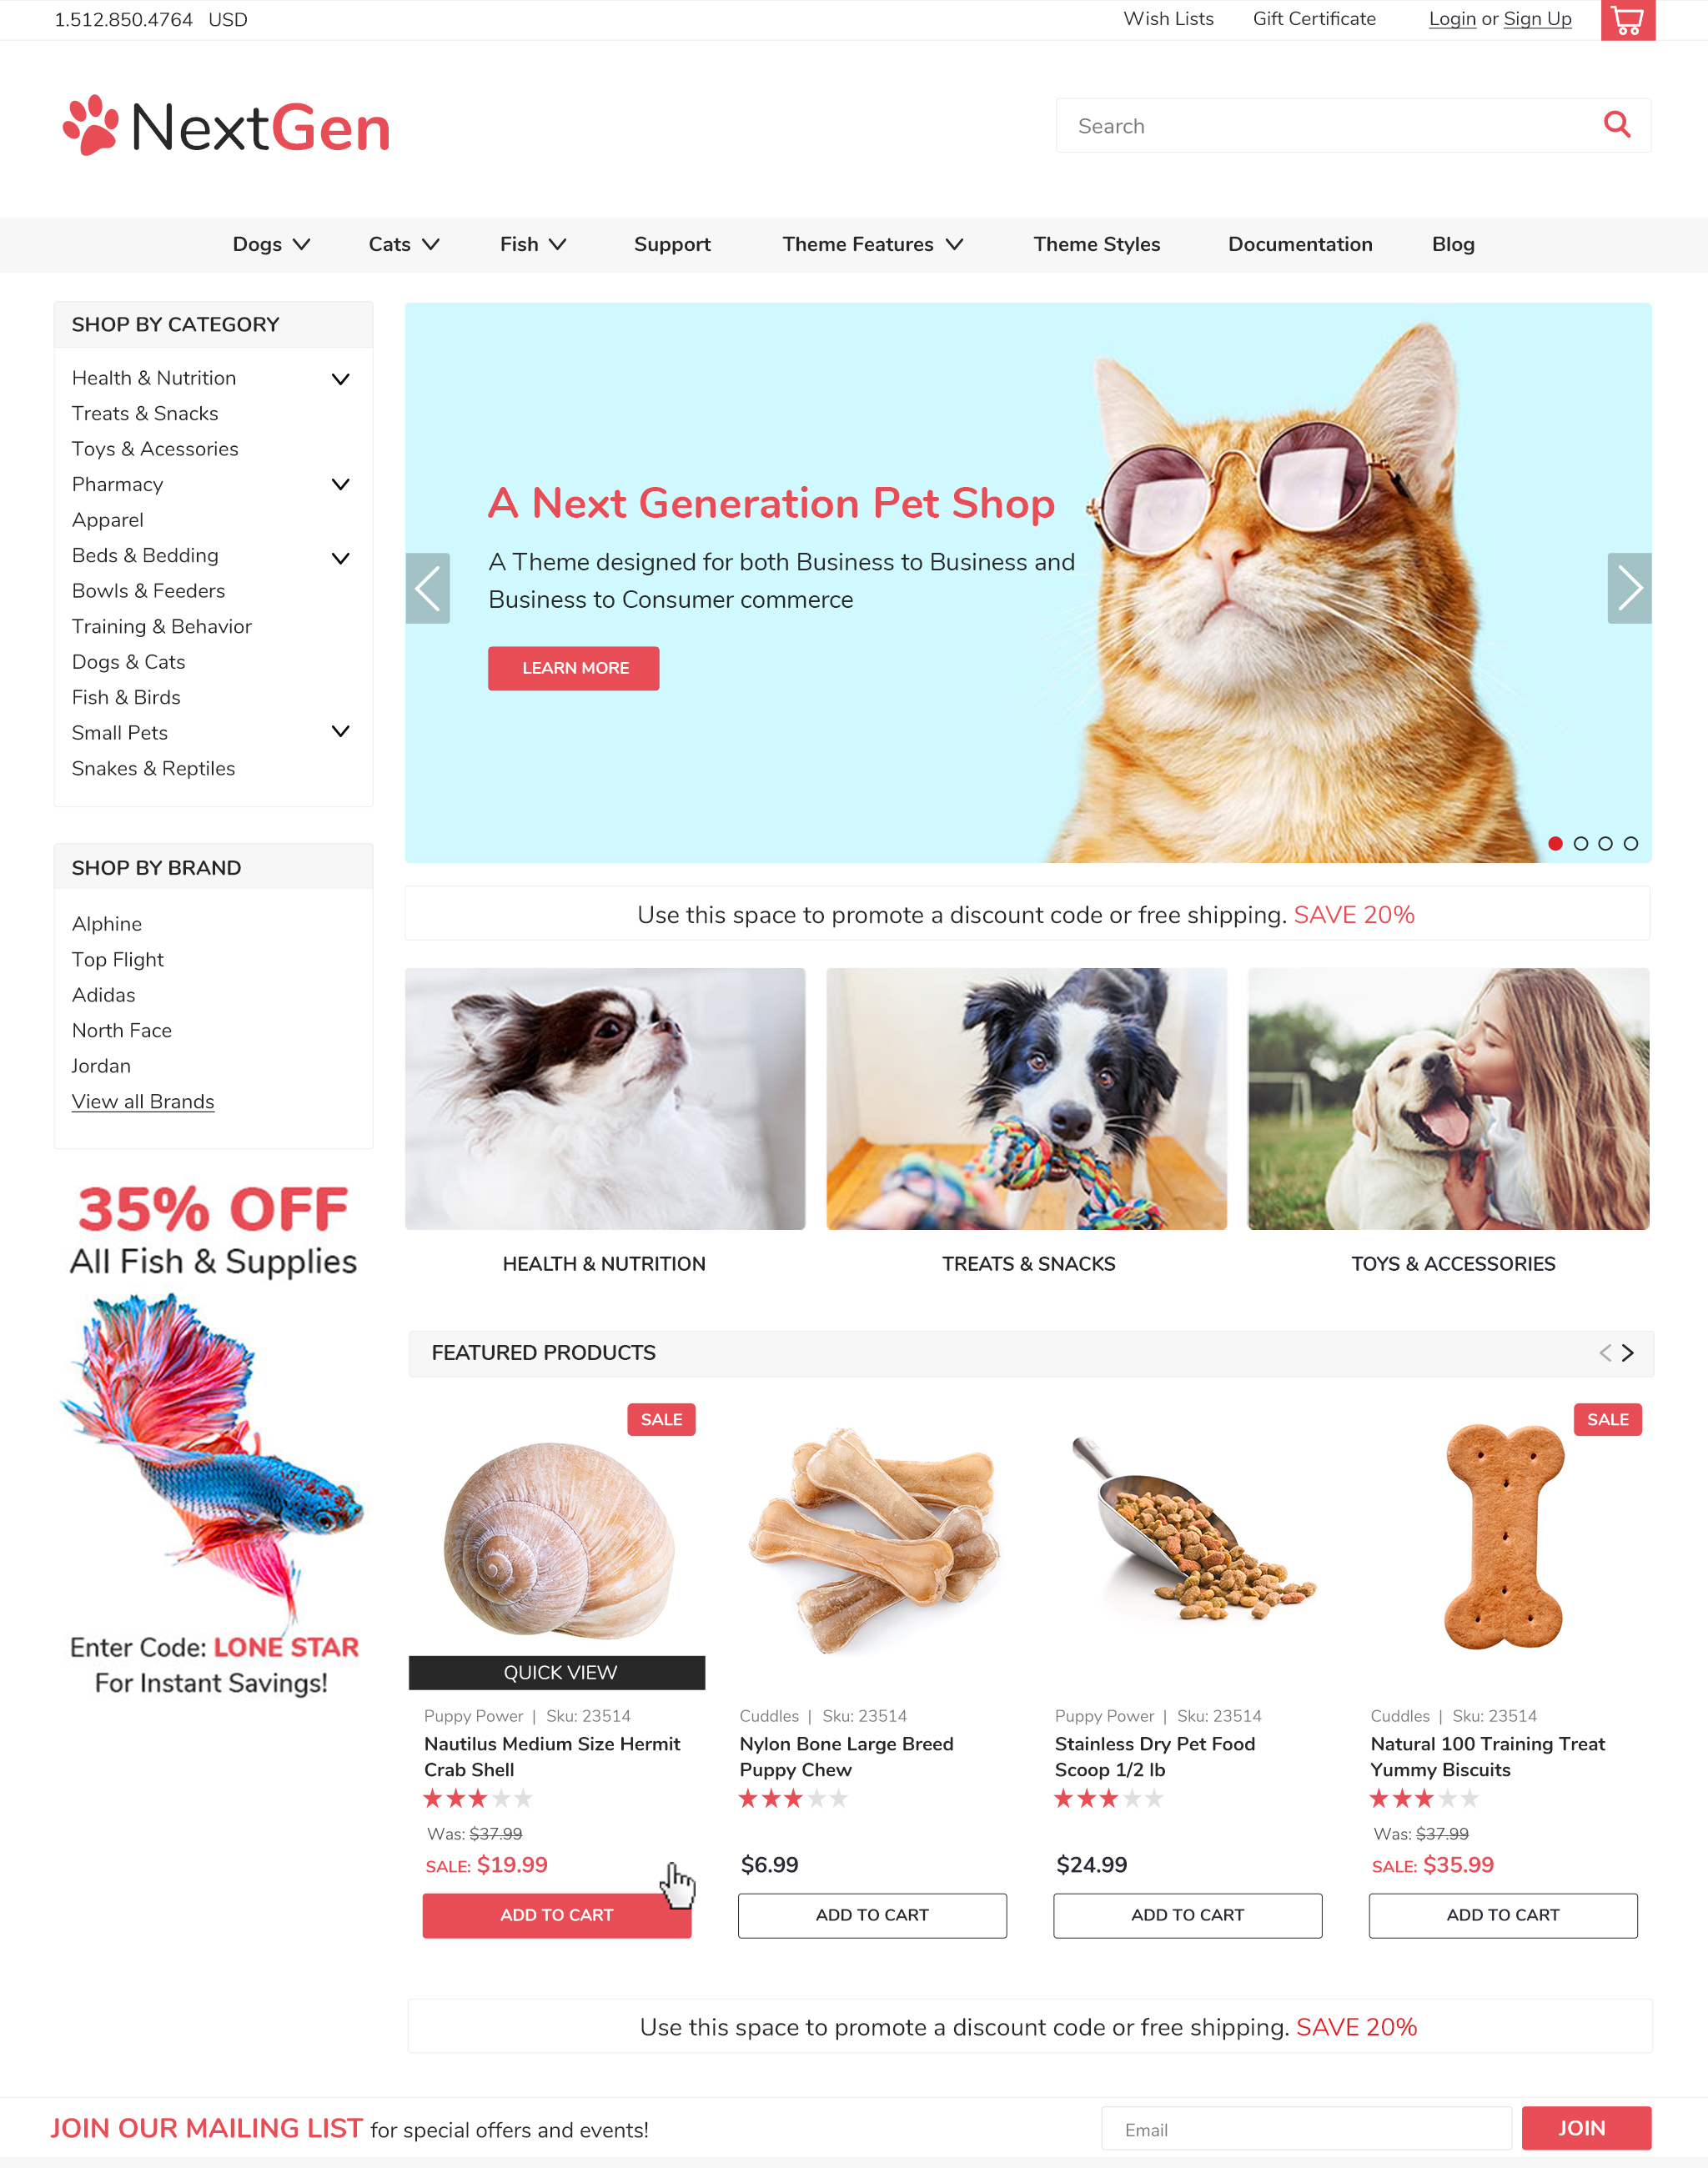 1.512.850.4764 USD
Wish Lists Gift Certificate Login or Sign Up
NextGen
Search
Dogs Cats Fish Support Theme Features Theme Styles Documentation Blog
SHOP BY CATEGORY
Health & Nutrition
Treats & Snacks
Toys & Acessories
Pharmacy
Apparel
Beds & Bedding
Bowls & Feeders
Training & Behavior
Dogs & Cats
Fish & Birds
Small Pets
Snakes & Reptiles
SHOP BY BRAND
Alphine
Top Flight
Adidas
North Face
Jordan
View all Brands
35% OFF
All Fish & Supplies
Enter Code: LONE STAR
For Instant Savings!
A Next Generation Pet Shop
A Theme designed for both Business to Business and
Business to Consumer commerce
LEARN MORE
Use this space to promote a discount code or free shipping. SAVE 20%
HEALTH & NUTRITION
TREATS & SNACKS
TOYS & ACCESSORIES
FEATURED PRODUCTS
SALE
QUICK VIEW
Puppy Power | Sku: 23514
Nautilus Medium Size Hermit
Crab Shell
Was: $37.99
SALE: $19.99
ADD TO CART
Cuddles | Sku: 23514
Nylon Bone Large Breed
Puppy Chew
$6.99
ADD TO CART
Puppy Power | Sku: 23514
Stainless Dry Pet Food
Scoop 1/2 lb
$24.99
ADD TO CART
SALE
Cuddles | Sku: 23514
Natural 100 Training Treat
Yummy Biscuits
Was: $37.99
SALE: $35.99
ADD TO CART
Use this space to promote a discount code or free shipping. SAVE 20%
JOIN OUR MAILING LIST for special offers and events!
Email
JOIN